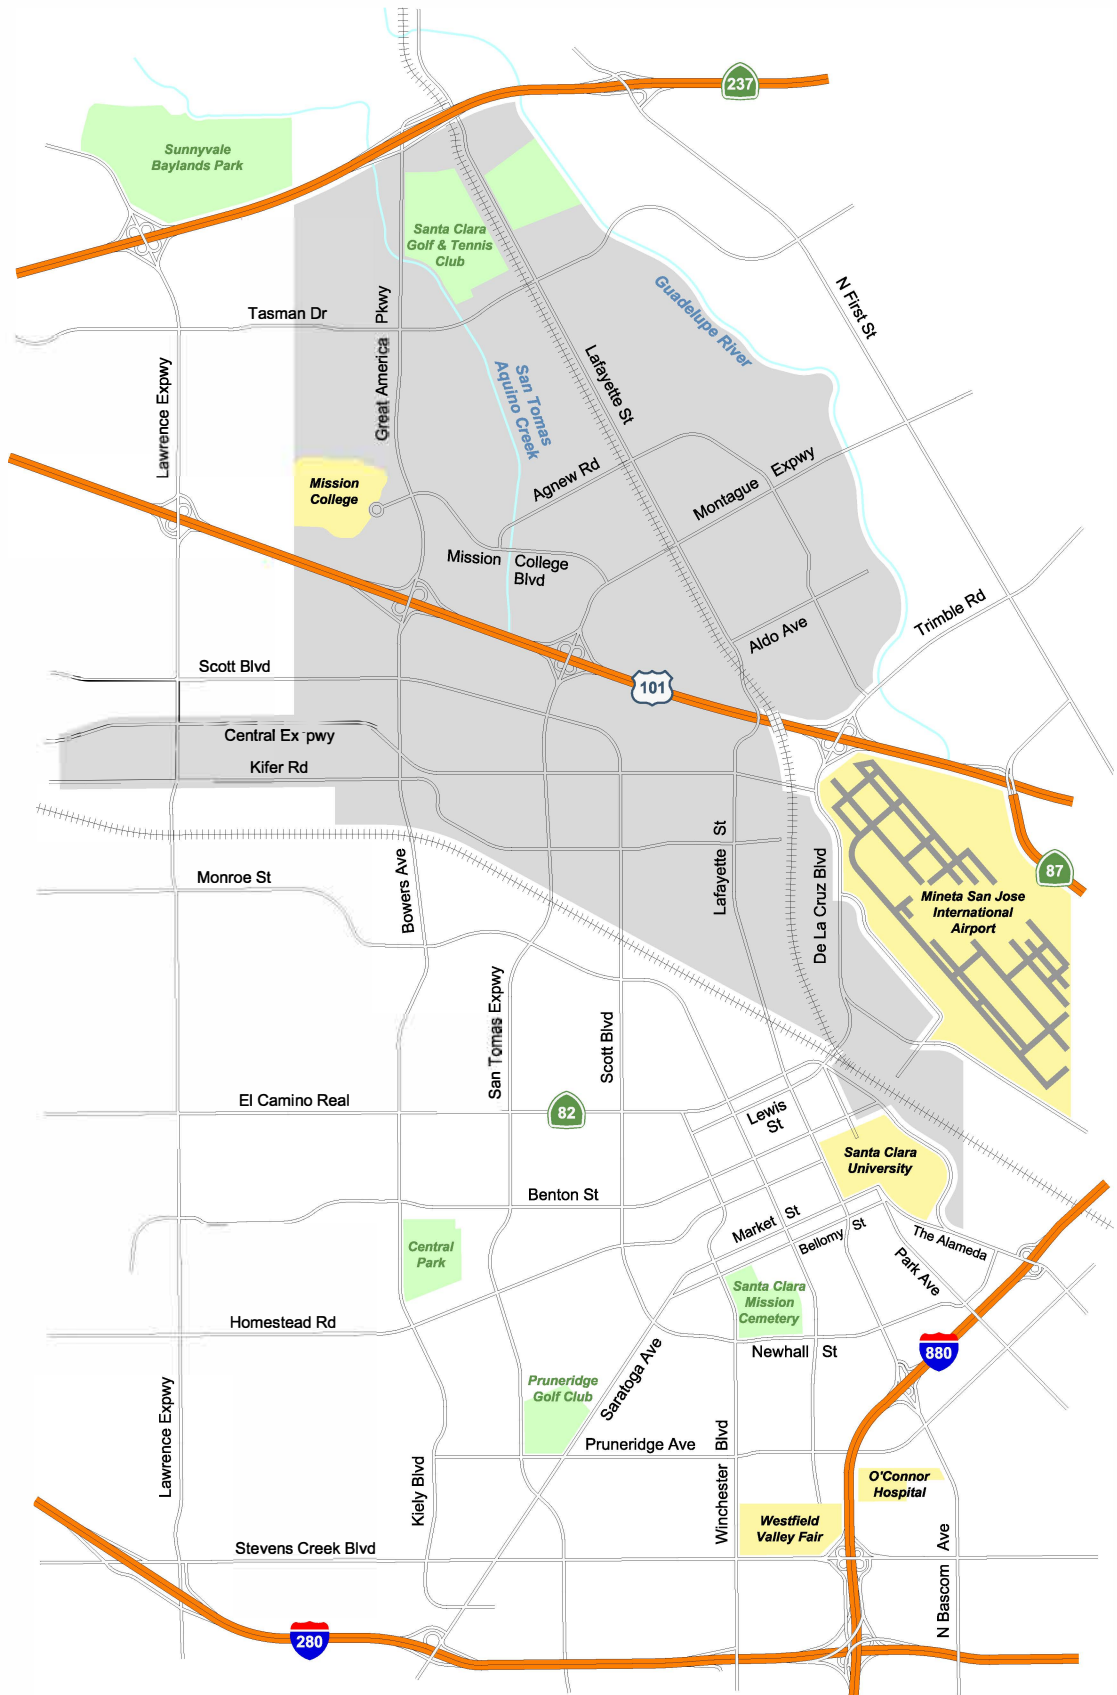 237
Sunnyvale
Baylands Park
Santa Clara
Golf & Tennis
Club
Guadelupe River
N First St
Tasman Dr
Great America Pkwy
San Tomas
Aquino Creek
Lafayette St
Lawrence Expwy
Mission
College
Agnew Rd
Montague Expwy
Mission College
Blvd
Aldo Ave
Trimble Rd
Scott Blvd
101
Central Ex pwy
Kifer Rd
Lafayette St
De La Cruz Blvd
87
Monroe St
Bowers Ave
Mineta San Jose
International
Airport
San Tomas Expwy
Scott Blvd
El Camino Real
82
Lewis
St
Santa Clara
University
Benton St
Market St
Bellomy St
The Alameda
Park Ave
Central
Park
Santa Clara
Mission
Cemetery
Homestead Rd
Newhall St
880
Saratoga Ave
Pruneridge
Golf Club
Lawrence Expwy
Pruneridge Ave
Kiely Blvd
Winchester Blvd
O'Connor
Hospital
Westfield
Valley Fair
Stevens Creek Blvd
N Bascom Ave
280